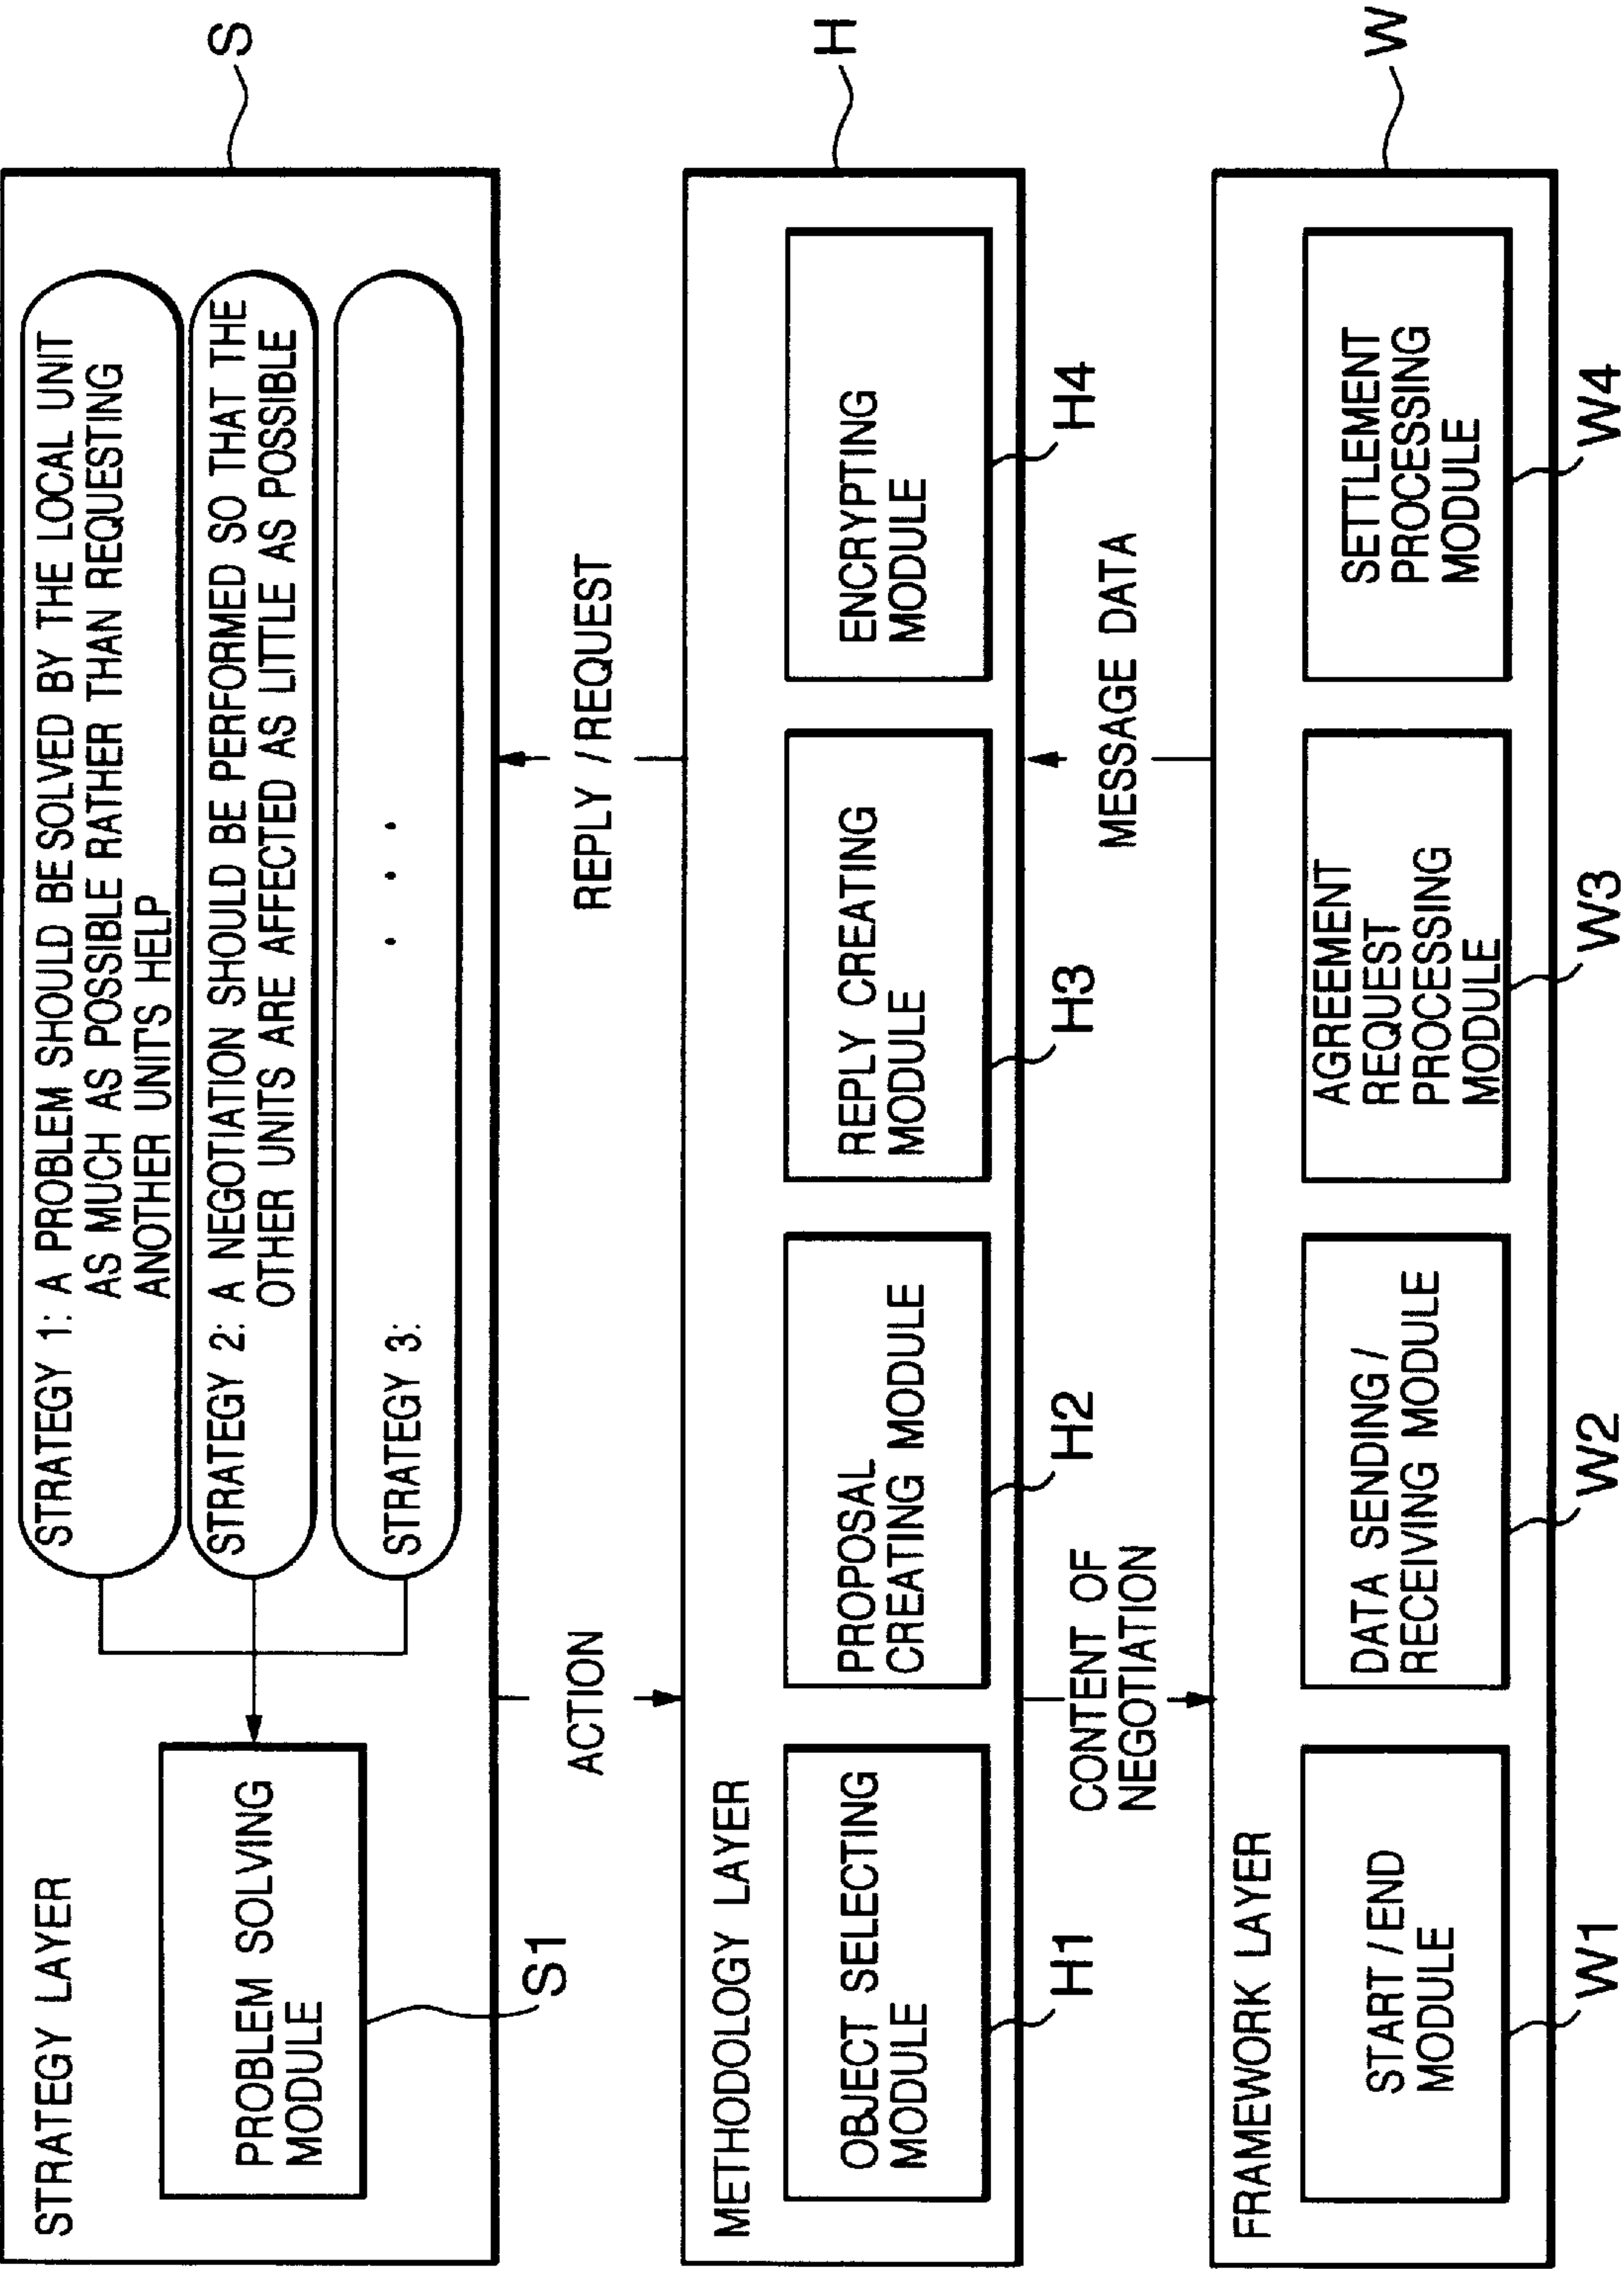 STRATEGY LAYER
S
PROBLEM SOLVING
MODULE
S1
STRATEGY 1: A PROBLEM SHOULD BE SOLVED BY THE LOCAL UNIT
AS MUCH AS POSSIBLE RATHER THAN REQUESTING
ANOTHER UNIT'S HELP
STRATEGY 2: A NEGOTIATION SHOULD BE PERFORMED SO THAT THE
OTHER UNITS ARE AFFECTED AS LITTLE AS POSSIBLE
STRATEGY 3: . . .
ACTION
REPLY / REQUEST
METHODOLOGY LAYER
H
OBJECT SELECTING
MODULE
H1
PROPOSAL
CREATING MODULE
H2
REPLY CREATING
MODULE
H3
ENCRYPTING
MODULE
H4
CONTENT OF
NEGOTIATION
MESSAGE DATA
FRAMEWORK LAYER
W
START / END
MODULE
W1
DATA SENDING /
RECEIVING MODULE
W2
AGREEMENT
REQUEST
PROCESSING
MODULE
W3
SETTLEMENT
PROCESSING
MODULE
W4